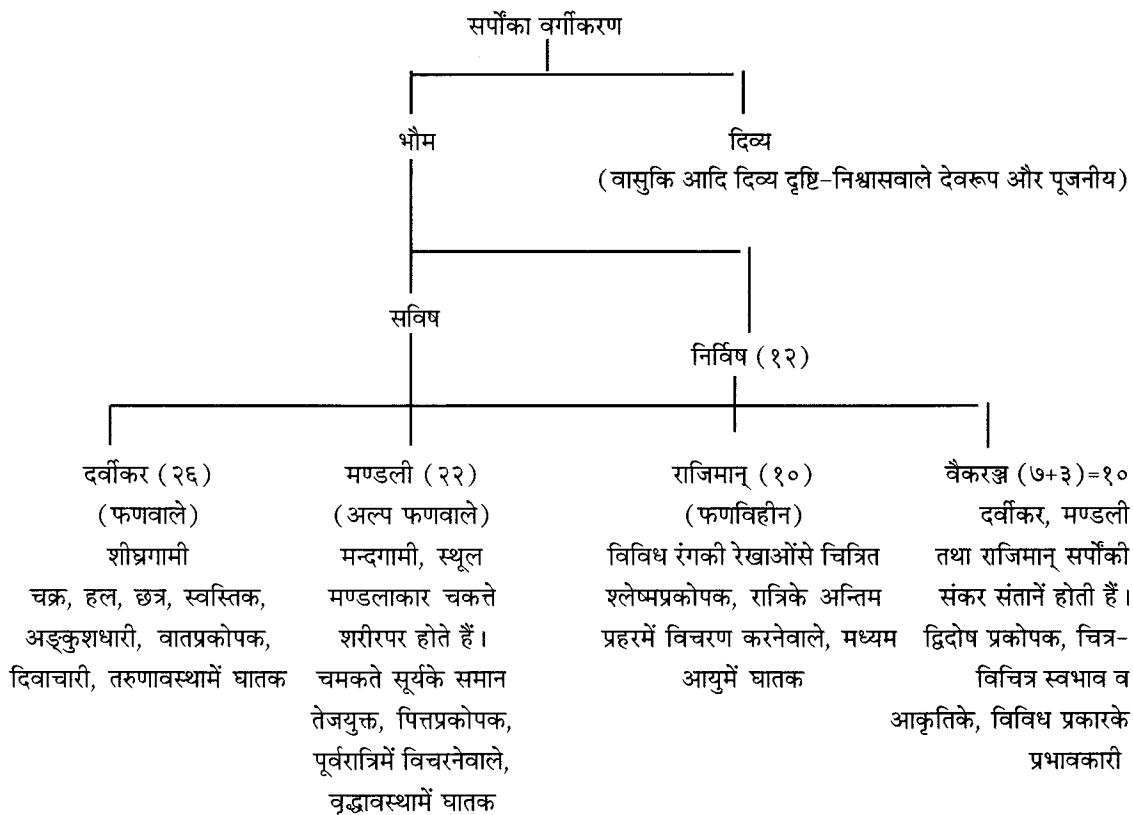 सर्पोंका वर्गीकरण
भौम
दिव्य
(वासुकि आदि दिव्य दृष्टि-निश्वासवाले देवरूप और पूजनीय)
सविष
निर्विष (१२)
दर्वीकर (२६)
(फणवाले)
शीघ्रगामी
चक्र, हल, छत्र, स्वस्तिक,
अङ्कुशधारी, वातप्रकोपक,
दिवाचारी, तरुणावस्थामें घातक
मण्डली (२२)
(अल्प फणवाले)
मन्दगामी, स्थूल
मण्डलाकार चकत्ते
शरीरपर होते हैं।
चमकते सूर्यके समान
तेजयुक्त, पित्तप्रकोपक,
पूर्वरात्रिमें विचरनेवाले,
वृद्धावस्थामें घातक
राजिमान् (१०)
(फणविहीन)
विविध रंगकी रेखाओंसे चित्रित
श्लेष्मप्रकोपक, रात्रिके अन्तिम
प्रहरमें विचरण करनेवाले, मध्यम
आयुमें घातक
वैकरञ्ज (७+३)=१०
दर्वीकर, मण्डली
तथा राजिमान् सर्पोंकी
संकर संतानें होती हैं।
द्विदोष प्रकोपक, चित्र-
विचित्र स्वभाव व
आकृतिके, विविध प्रकारके
प्रभावकारी